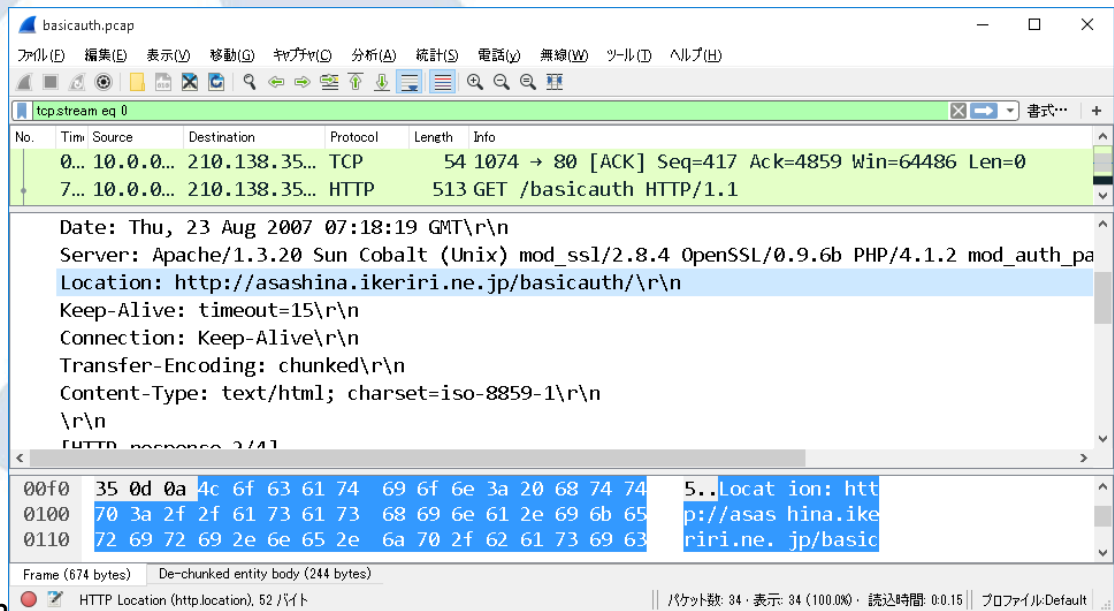 basicauth.pcap
ファイル(F) 編集(E) 表示(V) 移動(G) キャプチャ(C) 分析(A) 統計(S) 電話(y) 無線(W) ツール(T) ヘルプ(H)
tcp.stream eq 0 書式… +
No. Time Source Destination Protocol Length Info
0… 10.0.0… 210.138.35… TCP 54 1074 → 80 [ACK] Seq=417 Ack=4859 Win=64486 Len=0
7… 10.0.0… 210.138.35… HTTP 513 GET /basicauth HTTP/1.1
Date: Thu, 23 Aug 2007 07:18:19 GMT\r\n
Server: Apache/1.3.20 Sun Cobalt (Unix) mod_ssl/2.8.4 OpenSSL/0.9.6b PHP/4.1.2 mod_auth_pa
Location: http://asashina.ikeriri.ne.jp/basicauth/\r\n
Keep-Alive: timeout=15\r\n
Connection: Keep-Alive\r\n
Transfer-Encoding: chunked\r\n
Content-Type: text/html; charset=iso-8859-1\r\n
\r\n
[HTTP response 2/4]
00f0 35 0d 0a 4c 6f 63 61 74 69 6f 6e 3a 20 68 74 74 5..Locat ion: htt
0100 70 3a 2f 2f 61 73 61 73 68 69 6e 61 2e 69 6b 65 p://asas hina.ike
0110 72 69 72 69 2e 6e 65 2e 6a 70 2f 62 61 73 69 63 riri.ne. jp/basic
Frame (674 bytes) De-chunked entity body (244 bytes)
HTTP Location (http.location), 52 バイト パケット数: 34 · 表示: 34 (100.0%) · 読込時間: 0:0.15 プロファイル:Default